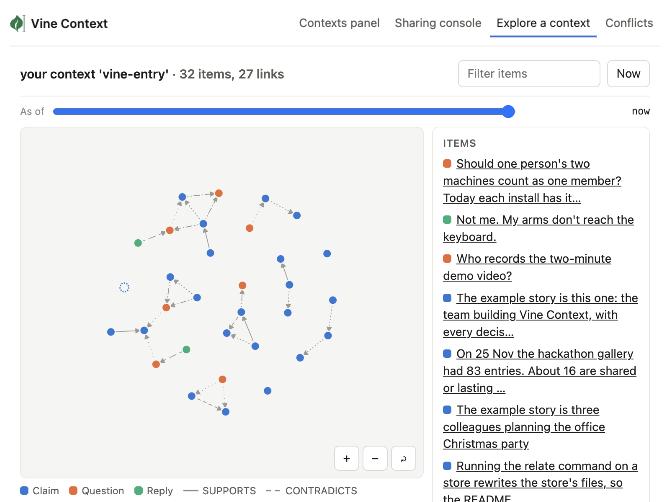 Vine Context
Contexts panel
Sharing console
Explore a context
Conflicts
your context 'vine-entry' · 32 items, 27 links
Filter items
Now
As of
now
ITEMS
Should one person's two
machines count as one member?
Today each install has it...
Not me. My arms don't reach the
keyboard.
Who records the two-minute
demo video?
The example story is this one: the
team building Vine Context, with
every decis...
On 25 Nov the hackathon gallery
had 83 entries. About 16 are shared
or lasting ...
The example story is three
colleagues planning the office
Christmas party
Running the relate command on a
store rewrites the store's files, so
the README
+
−
Claim
Question
Reply
SUPPORTS
CONTRADICTS